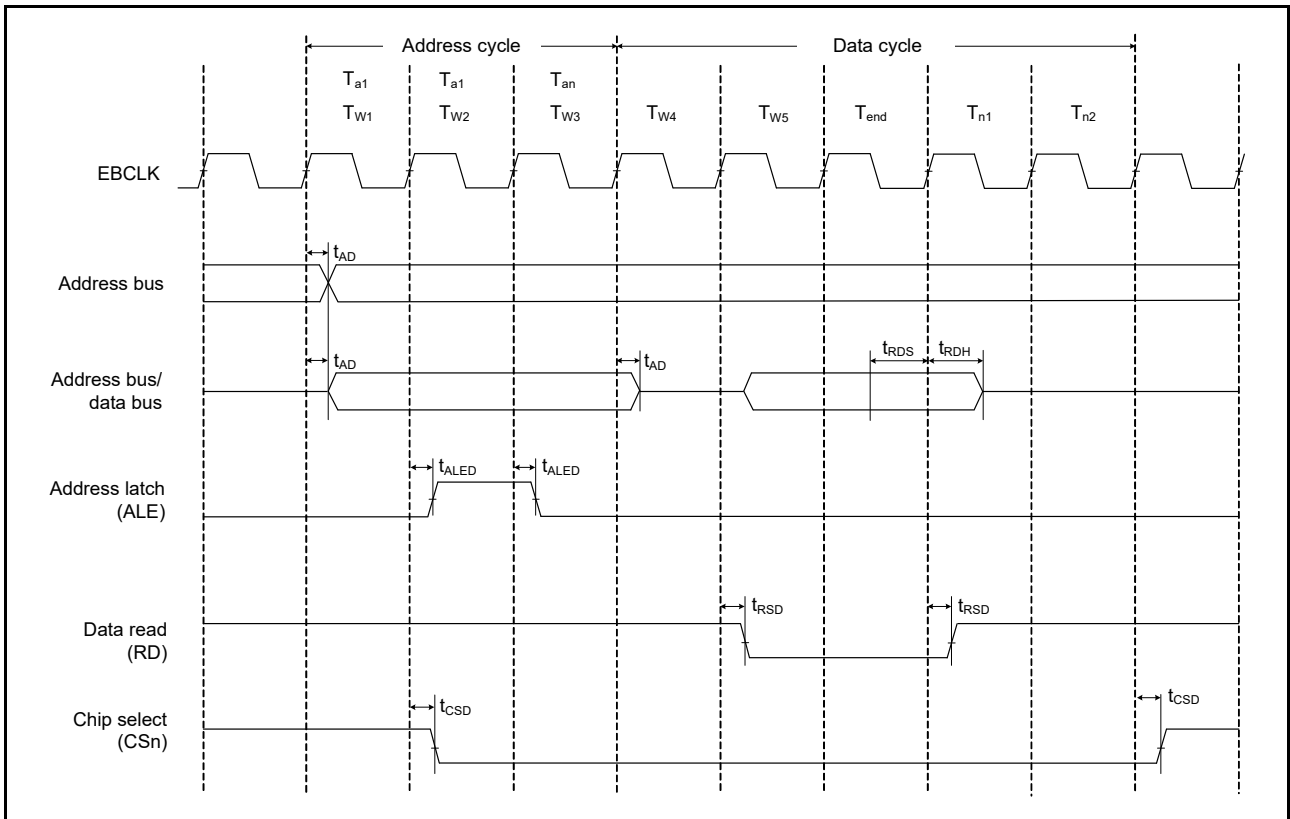 Address cycle Data cycle
Ta1 Ta1 Tan
TW1 TW2 TW3 TW4 TW5 Tend Tn1 Tn2
EBCLK
tAD
Address bus
tRDS tRDH
tAD tAD
Address bus/
data bus
tALED tALED
Address latch
(ALE)
tRSD tRSD
Data read
(RD)
tCSD tCSD
Chip select
(CSn)